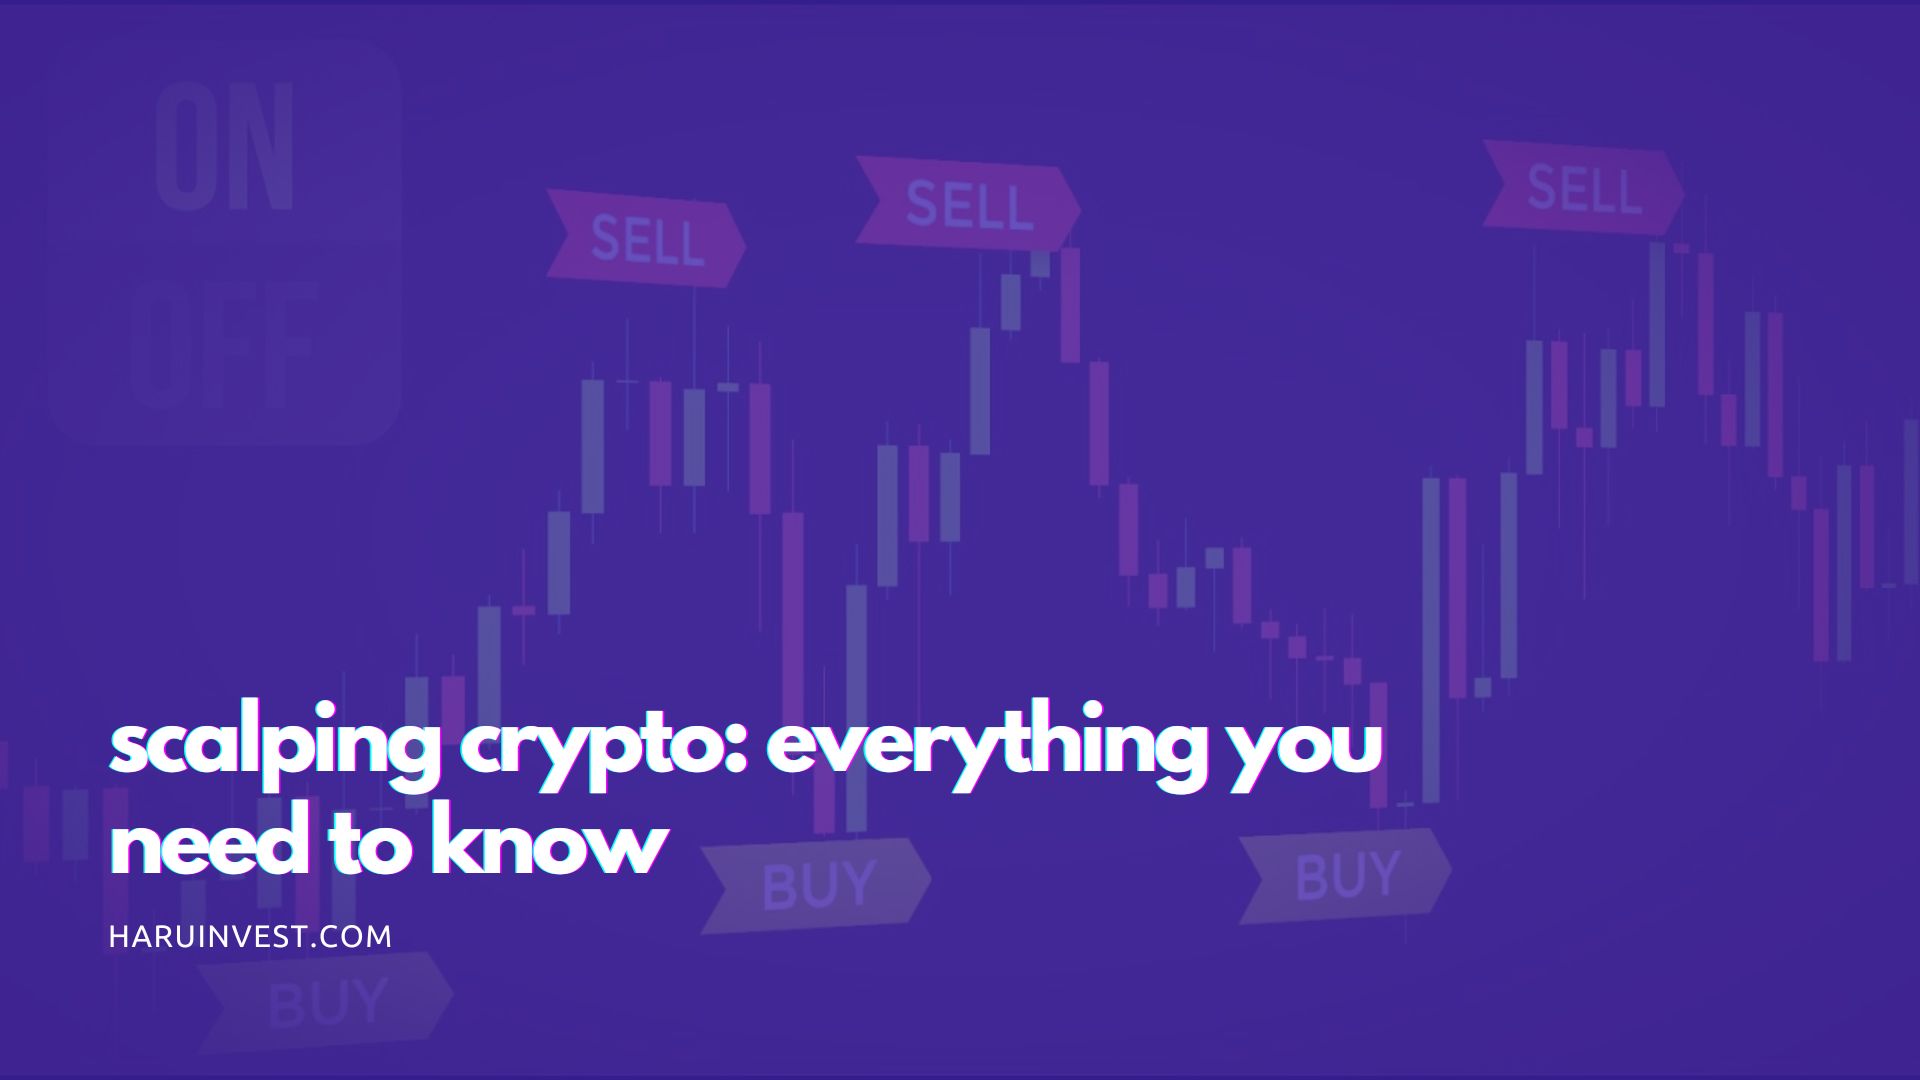 ON
OFF
SELL
SELL
SELL
scalping crypto: everything you
need to know
BUY
BUY
HARUINVEST.COM
BUY